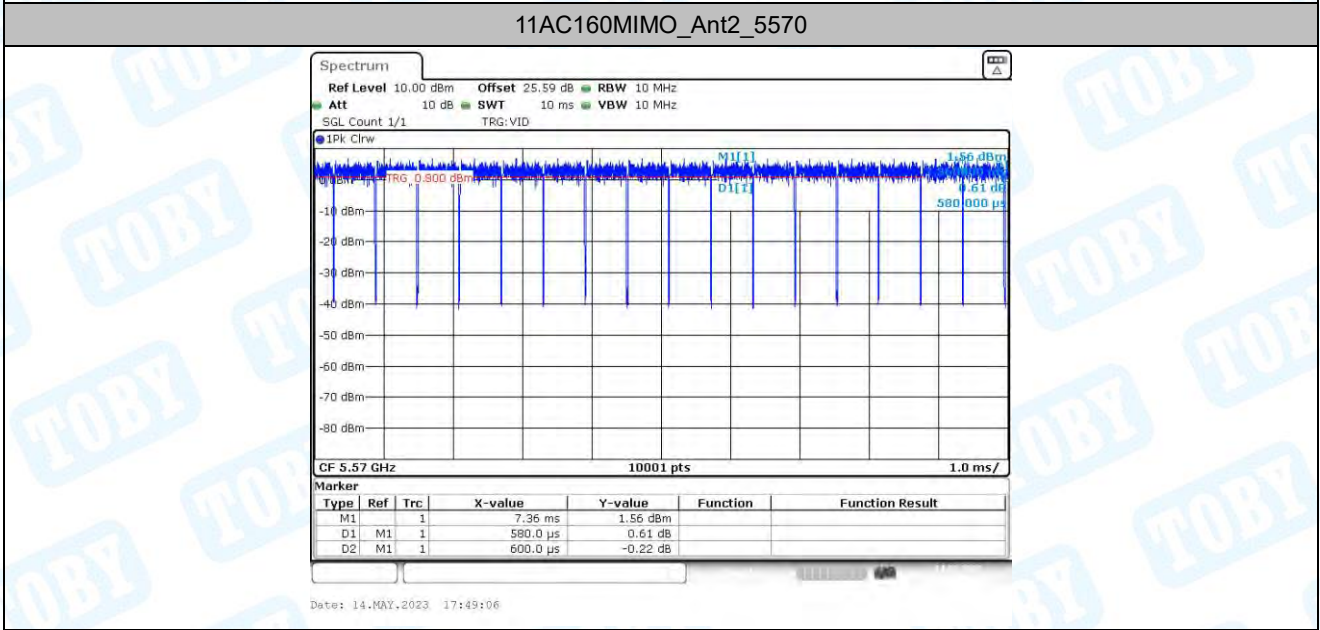 11AC160MIMO_Ant2_5570
Spectrum
Ref Level 10.00 dBm Offset 25.59 dB RBW 10 MHz
Att 10 dB SWT 10 ms VBW 10 MHz
SGL Count 1/1 TRG:VID
1Pk Clrw
M1[1] 1.56 dBm
TRG 0.900 dBm
D1[1] 0.61 dB
580.000 µs
-10 dBm
-20 dBm
-30 dBm
-40 dBm
-50 dBm
-60 dBm
-70 dBm
-80 dBm
CF 5.57 GHz 10001 pts 1.0 ms/
Marker
Type Ref Trc X-value Y-value Function Function Result
M1 1 7.36 ms 1.56 dBm
D1 M1 1 580.0 µs 0.61 dB
D2 M1 1 600.0 µs -0.22 dB
Date: 14.MAY.2023 17:49:06
TOBY